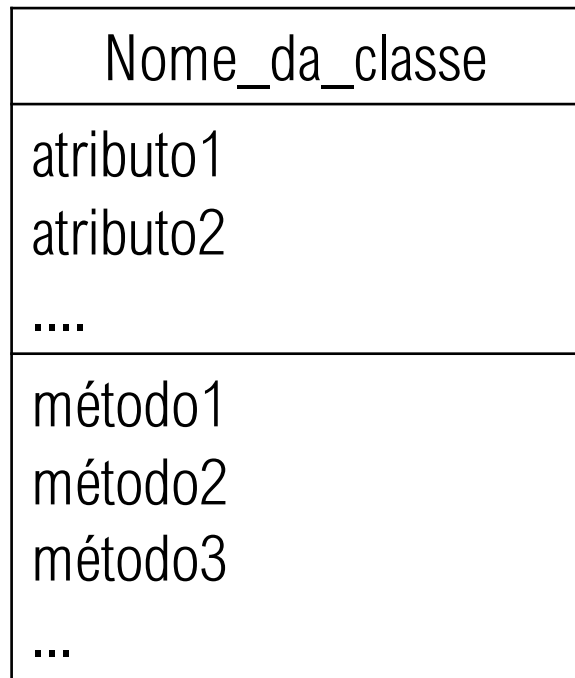 Nome_da_classe
atributo1
atributo2
....
método1
método2
método3
...